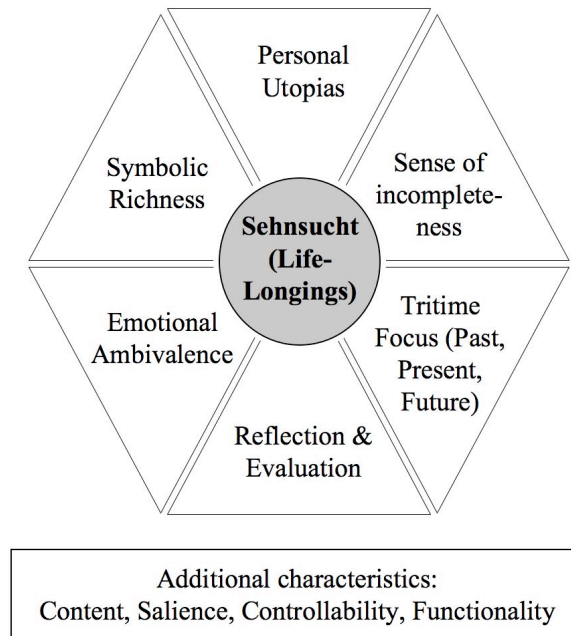 Personal
Utopias
Symbolic
Richness
Sense of
incomplete-
ness
Sehnsucht
(Life-
Longings)
Emotional
Ambivalence
Tritime
Focus (Past,
Present,
Future)
Reflection &
Evaluation
Additional characteristics:
Content, Salience, Controllability, Functionality